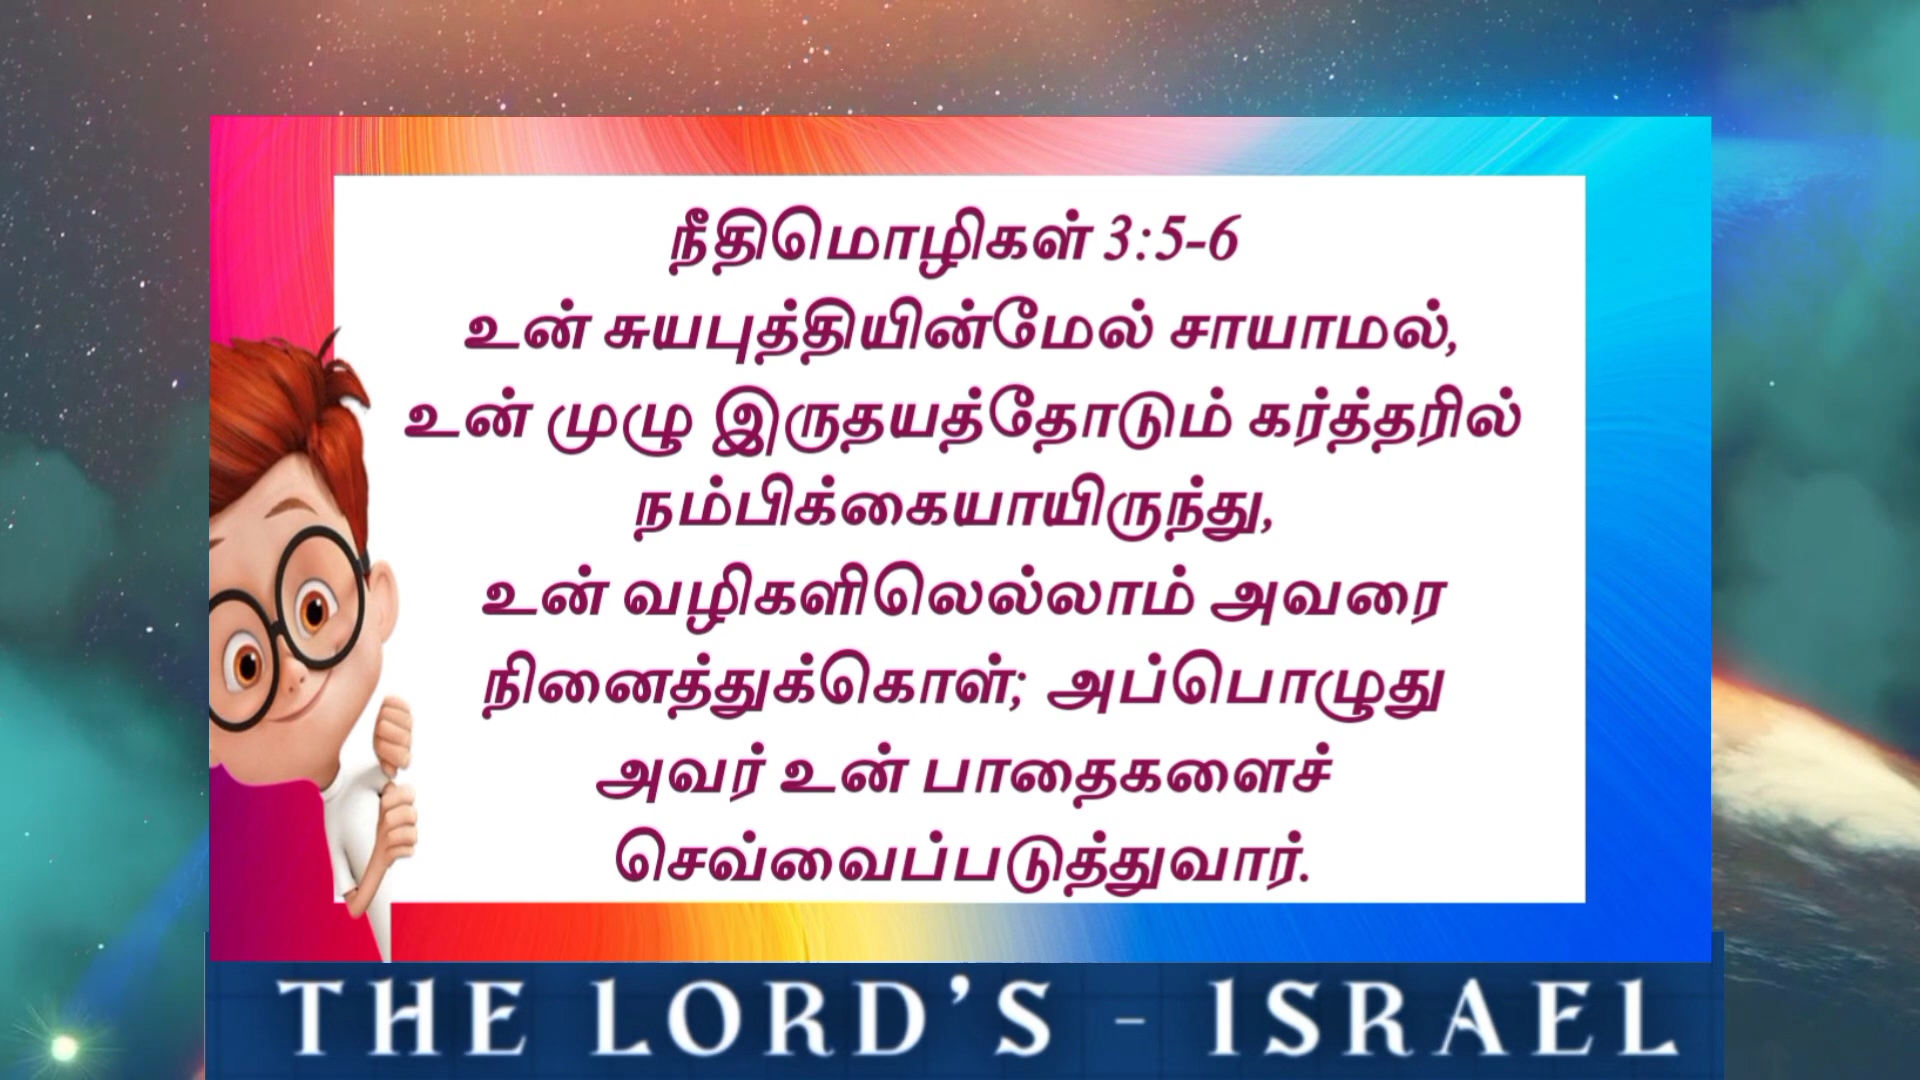 நீதிமொழிகள் 3:5-6
உன் சுயபுத்தியின்மேல் சாயாமல்,
உன் முழு இருதயத்தோடும் கர்த்தரில்
நம்பிக்கையாயிருந்து,
உன் வழிகளிலெல்லாம் அவரை
நினைத்துக்கொள்; அப்பொழுது
அவர் உன் பாதைகளைச்
செவ்வைப்படுத்துவார்.
THE LORD'S - ISRAEL